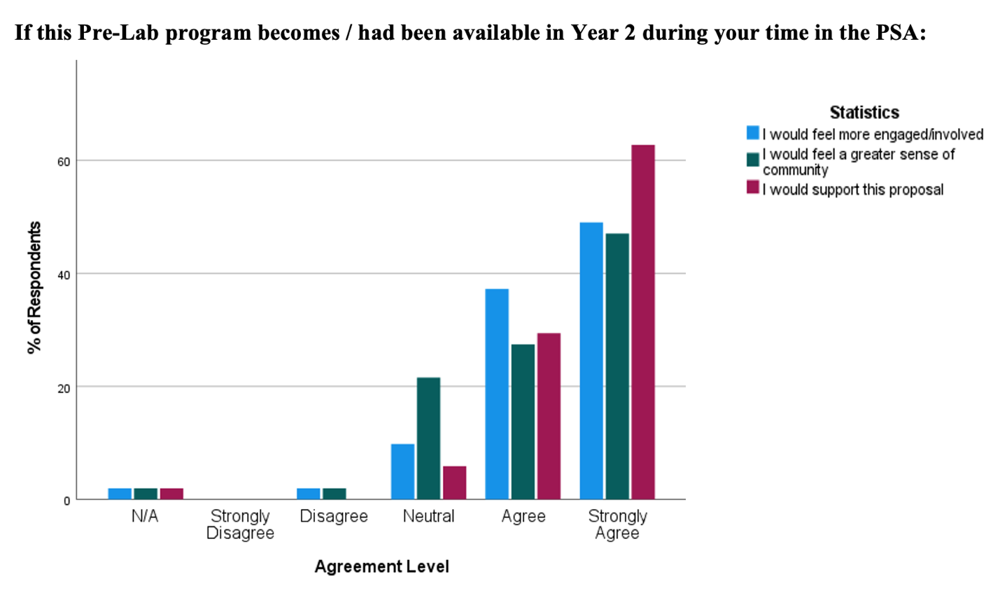 If this Pre-Lab program becomes / had been available in Year 2 during your time in the PSA:
Statistics
I would feel more engaged/involved
I would feel a greater sense of
community
I would support this proposal
% of Respondents
60
40
20
0
N/A
Strongly
Disagree
Disagree
Neutral
Agree
Strongly
Agree
Agreement Level